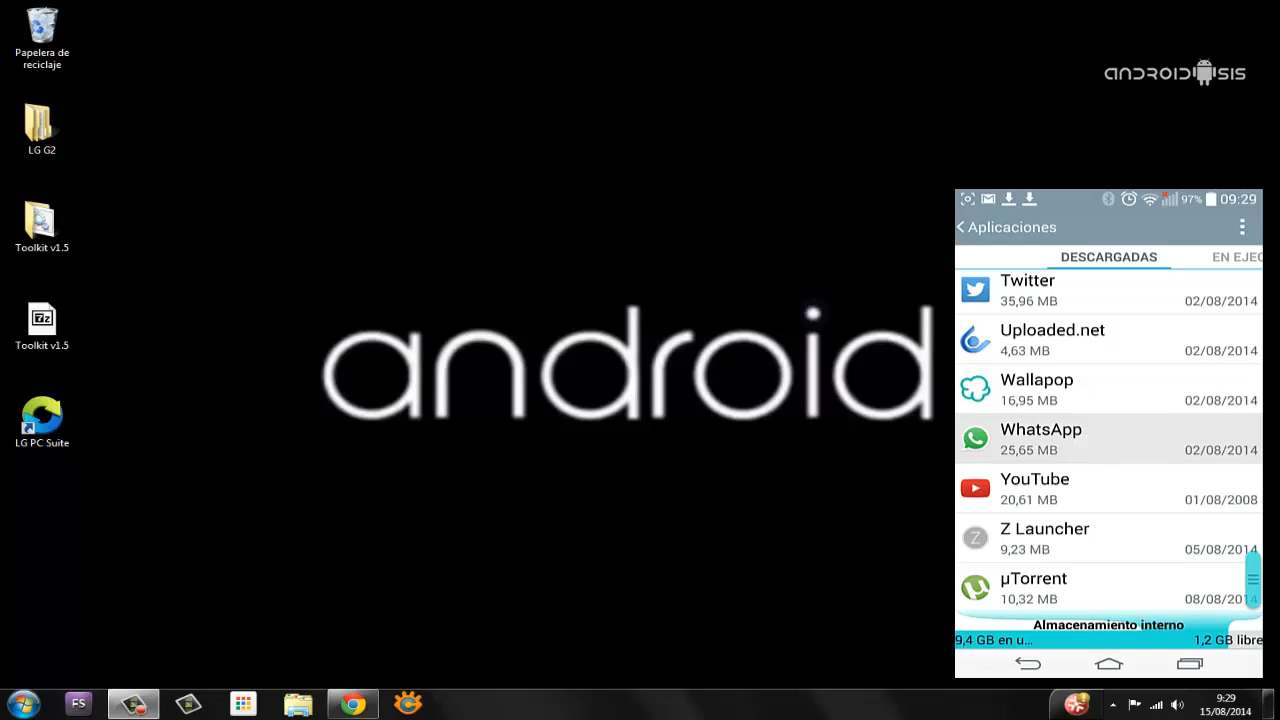 Papelera de
reciclaje
LG G2
Toolkit v1.5
7z
Toolkit v1.5
LG PC Suite
ANDROIDSIS
android
97% 09:29
Aplicaciones
DESCARGADAS EN EJEC
Twitter
35,96 MB 02/08/2014
Uploaded.net
4,63 MB 02/08/2014
Wallapop
16,95 MB 02/08/2014
WhatsApp
25,65 MB 02/08/2014
YouTube
20,61 MB 01/08/2008
Z
Z Launcher
9,23 MB 05/08/2014
µ
µTorrent
10,32 MB 08/08/2014
Almacenamiento interno
9,4 GB en u... 1,2 GB libre
FS
9:29
15/08/2014